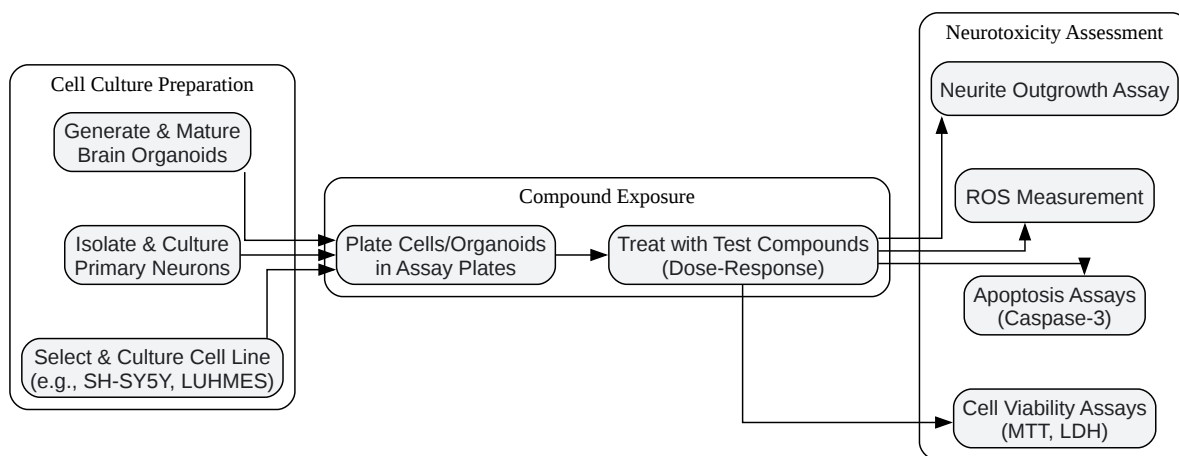 Cell Culture Preparation
Generate & Mature
Brain Organoids
Isolate & Culture
Primary Neurons
Select & Culture Cell Line
(e.g., SH-SY5Y, LUHMES)
Compound Exposure
Plate Cells/Organoids
in Assay Plates
Treat with Test Compounds
(Dose-Response)
Neurotoxicity Assessment
Neurite Outgrowth Assay
ROS Measurement
Apoptosis Assays
(Caspase-3)
Cell Viability Assays
(MTT, LDH)